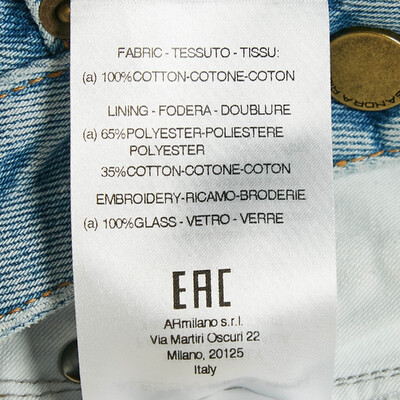 FABRIC - TESSUTO - TISSU:
(a) 100%COTTON-COTONE-COTON
LINING - FODERA - DOUBLURE
(a) 65%POLYESTER-POLIESTERE
POLYESTER
35%COTTON-COTONE-COTON
EMBROIDERY-RICAMO-BRODERIE
(a) 100%GLASS - VETRO - VERRE
EAC
ARmilano s.r.l.
Via Martiri Oscuri 22
Milano, 20125
Italy